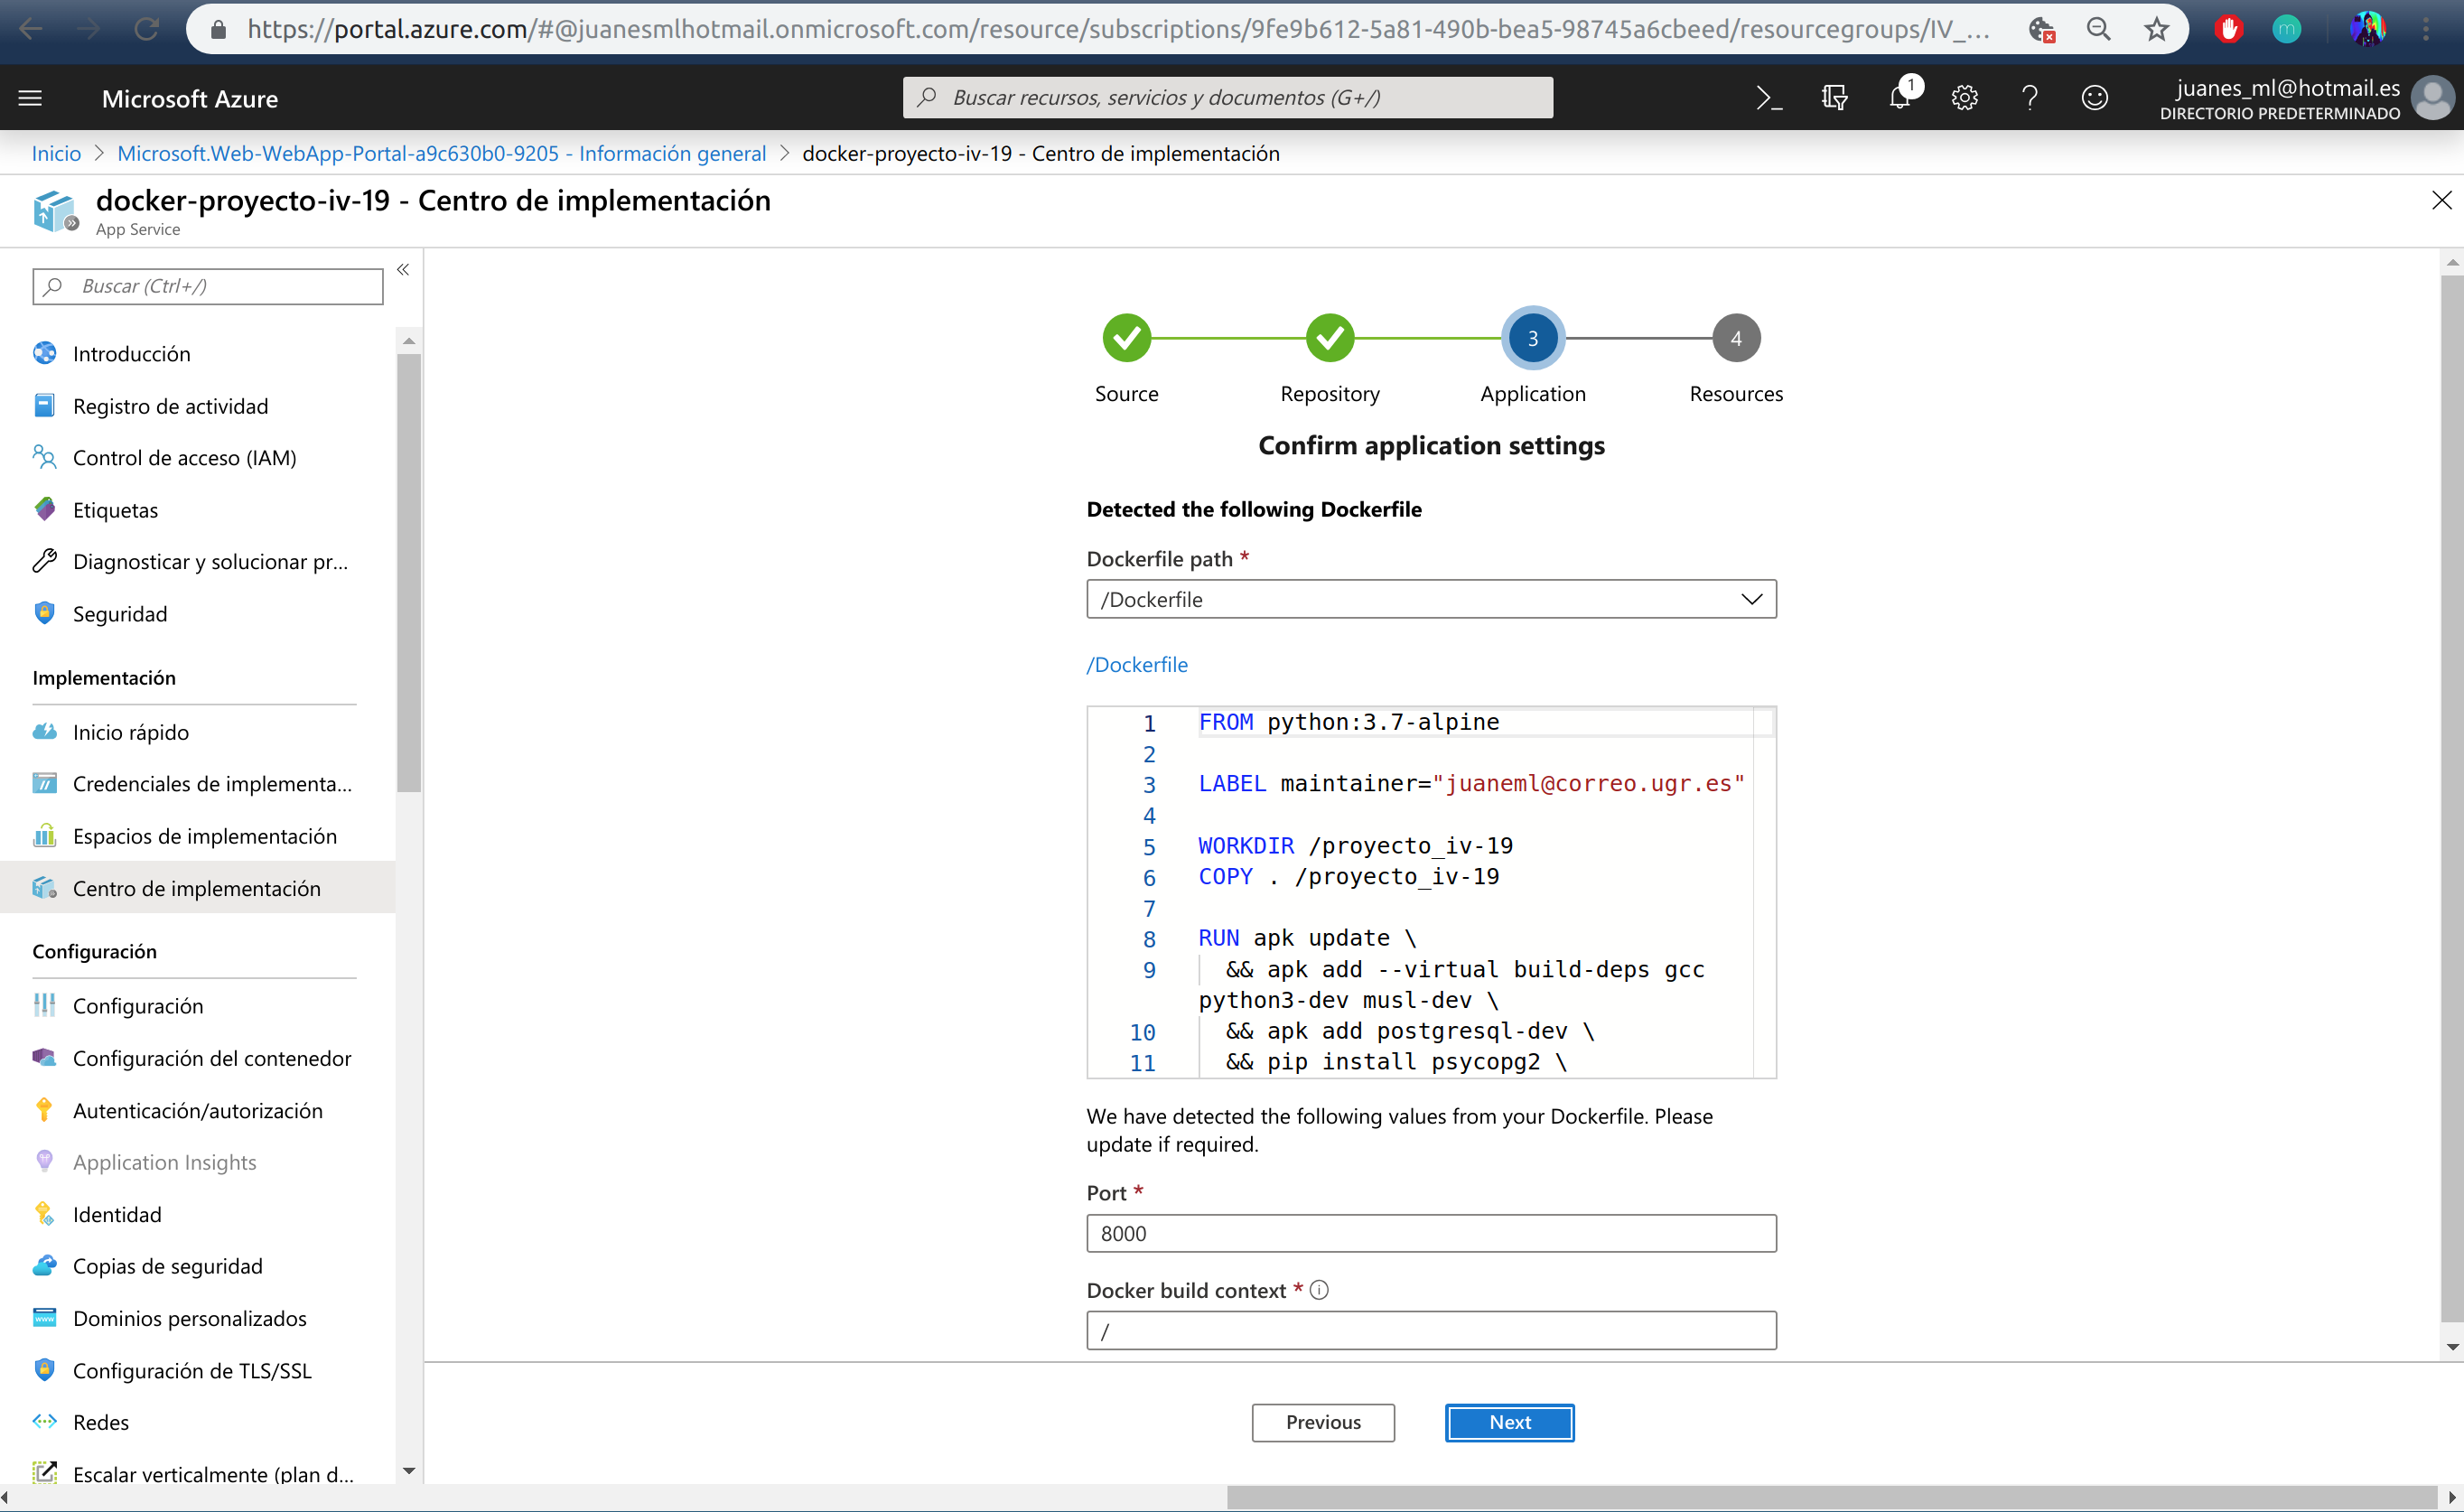 https://portal.azure.com/#@juanesmlhotmail.onmicrosoft.com/resource/subscriptions/9fe9b612-5a81-490b-bea5-98745a6cbeed/resourcegroups/IV_...
m
Microsoft Azure
Buscar recursos, servicios y documentos (G+/)
1
juanes_ml@hotmail.es
DIRECTORIO PREDETERMINADO
Inicio > Microsoft.Web-WebApp-Portal-a9c630b0-9205 - Información general > docker-proyecto-iv-19 - Centro de implementación
docker-proyecto-iv-19 - Centro de implementación
App Service
Buscar (Ctrl+/)
Introducción
Registro de actividad
Control de acceso (IAM)
Etiquetas
Diagnosticar y solucionar pr...
Seguridad
Implementación
Inicio rápido
Credenciales de implementa...
Espacios de implementación
Centro de implementación
Configuración
Configuración
Configuración del contenedor
Autenticación/autorización
Application Insights
Identidad
Copias de seguridad
Dominios personalizados
Configuración de TLS/SSL
Redes
Escalar verticalmente (plan d...
3
4
Source
Repository
Application
Resources
Confirm application settings
Detected the following Dockerfile
Dockerfile path *
/Dockerfile
/Dockerfile
1 FROM python:3.7-alpine
2
3 LABEL maintainer="juaneml@correo.ugr.es"
4
5 WORKDIR /proyecto_iv-19
6 COPY . /proyecto_iv-19
7
8 RUN apk update \
9 && apk add --virtual build-deps gcc
python3-dev musl-dev \
10 && apk add postgresql-dev \
11 && pip install psycopg2 \
We have detected the following values from your Dockerfile. Please
update if required.
Port *
8000
Docker build context *
/
Previous
Next